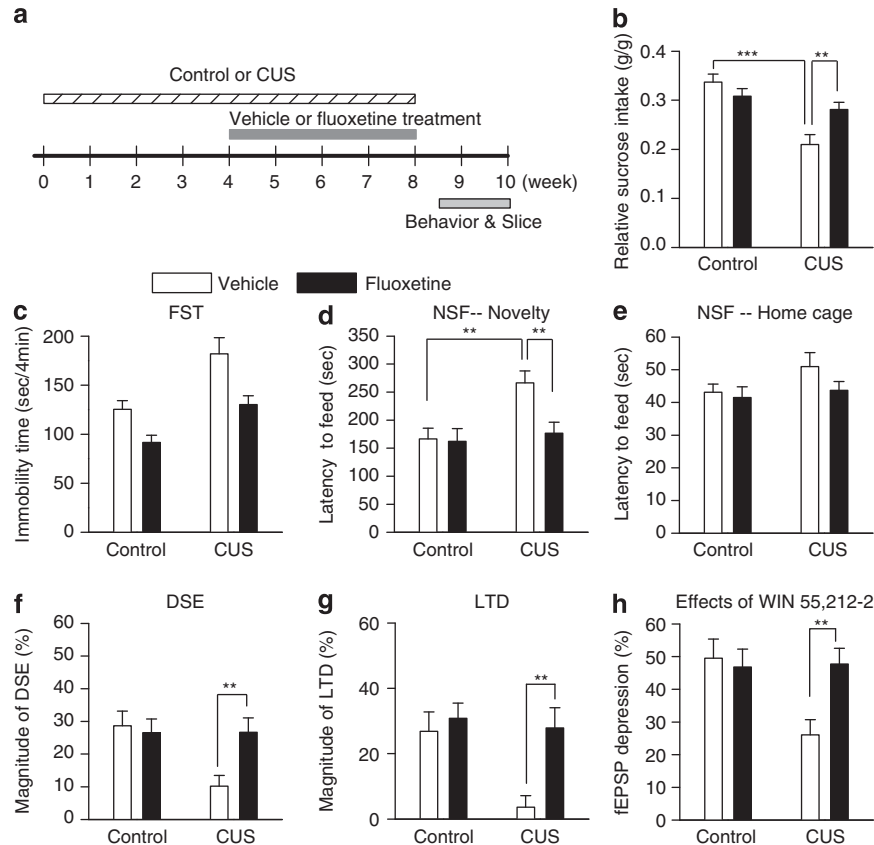 a
Control or CUS
Vehicle or fluoxetine treatment
0 1 2 3 4 5 6 7 8 9 10 (week)
Behavior & Slice
b
Relative sucrose intake (g/g)
0.4
0.3
0.2
0.1
0.0
*** **
Control CUS
Vehicle Fluoxetine
c
FST
Immobility time (sec/4min)
200
150
100
50
0
Control CUS
d
NSF-- Novelty
Latency to feed (sec)
350
300
250
200
150
100
50
0
** **
Control CUS
e
NSF -- Home cage
Latency to feed (sec)
60
50
40
30
20
10
0
Control CUS
f
DSE
Magnitude of DSE (%)
60
50
40
30
20
10
0
**
Control CUS
g
LTD
Magnitude of LTD (%)
60
40
20
0
**
Control CUS
h
Effects of WIN 55,212-2
fEPSP depression (%)
60
50
40
30
20
10
0
**
Control CUS